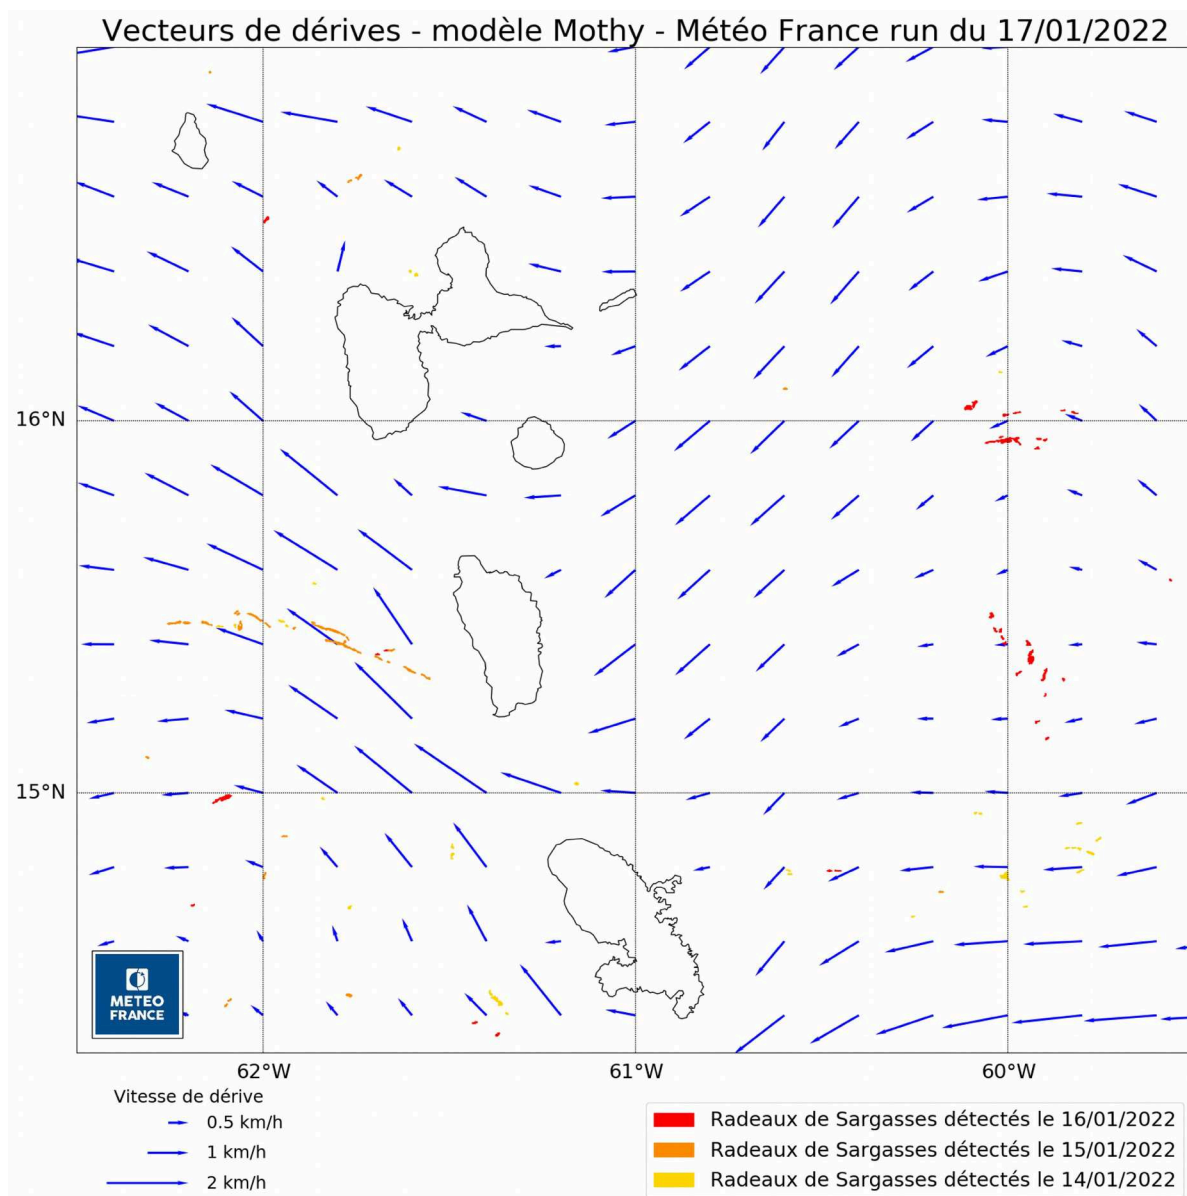 Vecteurs de dérives - modèle Mothy - Météo France run du 17/01/2022
16°N
15°N
METEO
FRANCE
62°W
61°W
60°W
Vitesse de dérive
0.5 km/h
1 km/h
2 km/h
Radeaux de Sargasses détectés le 16/01/2022
Radeaux de Sargasses détectés le 15/01/2022
Radeaux de Sargasses détectés le 14/01/2022